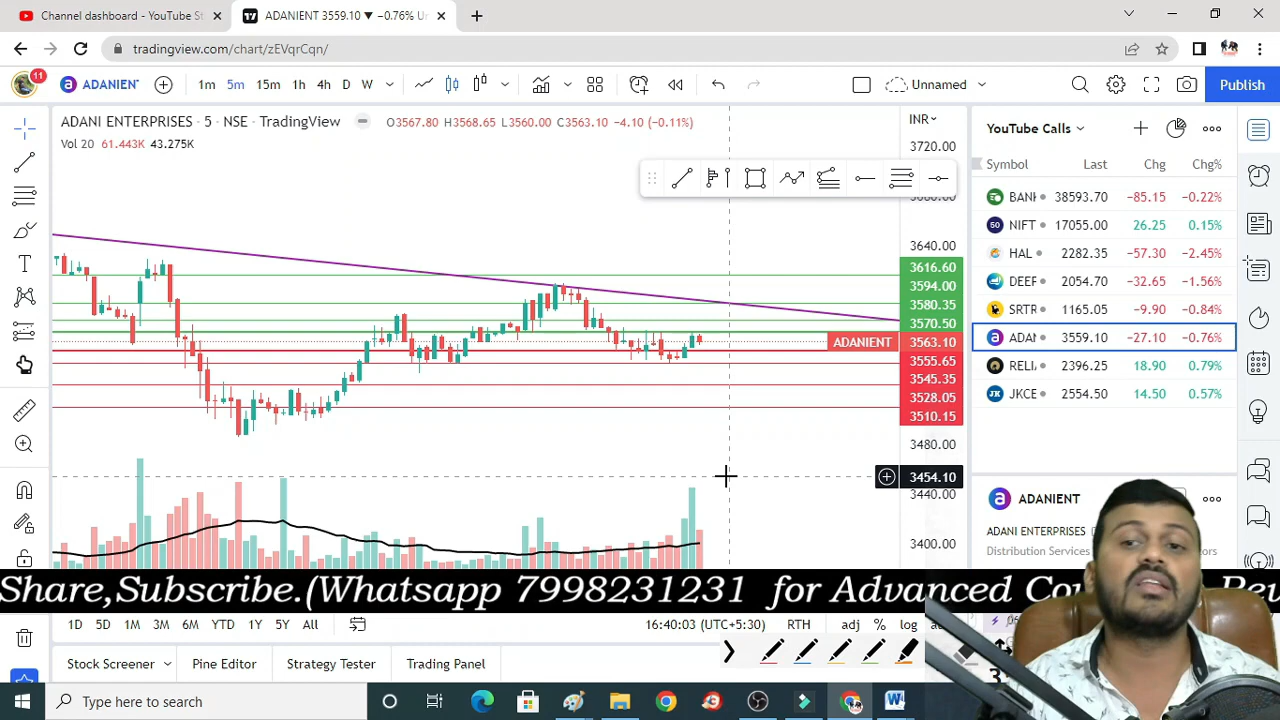 Channel dashboard - YouTube St
ADANIENT 3559.10 ▼ −0.76% Ur
tradingview.com/chart/zEVqrCqn/
11
ADANIENT
1m 5m 15m 1h 4h D W
Unnamed
Publish
ADANI ENTERPRISES · 5 · NSE · TradingView
O3567.80 H3568.65 L3560.00 C3563.10 −4.10 (−0.11%)
INR
Vol 20 61.443K 43.275K
3720.00
3640.00
3616.60
3594.00
3580.35
3570.50
ADANIENT 3563.10
3555.65
3545.35
3528.05
3510.15
3480.00
3454.10
3440.00
3400.00
YouTube Calls
Symbol Last Chg Chg%
BANK 38593.70 −85.15 −0.22%
NIFT 17055.00 26.25 0.15%
HAL 2282.35 −57.30 −2.45%
DEEF 2054.70 −32.65 −1.56%
SRTR 1165.05 −9.90 −0.84%
ADAN 3559.10 −27.10 −0.76%
RELI 2396.25 18.90 0.79%
JKCE 2554.50 14.50 0.57%
ADANIENT
ADANI ENTERPRISES
Distribution Services
Share,Subscribe.(Whatsapp 7998231231 for Advanced Cou
1D 5D 1M 3M 6M YTD 1Y 5Y All
16:40:03 (UTC+5:30) RTH adj % log
Stock Screener Pine Editor Strategy Tester Trading Panel
Type here to search